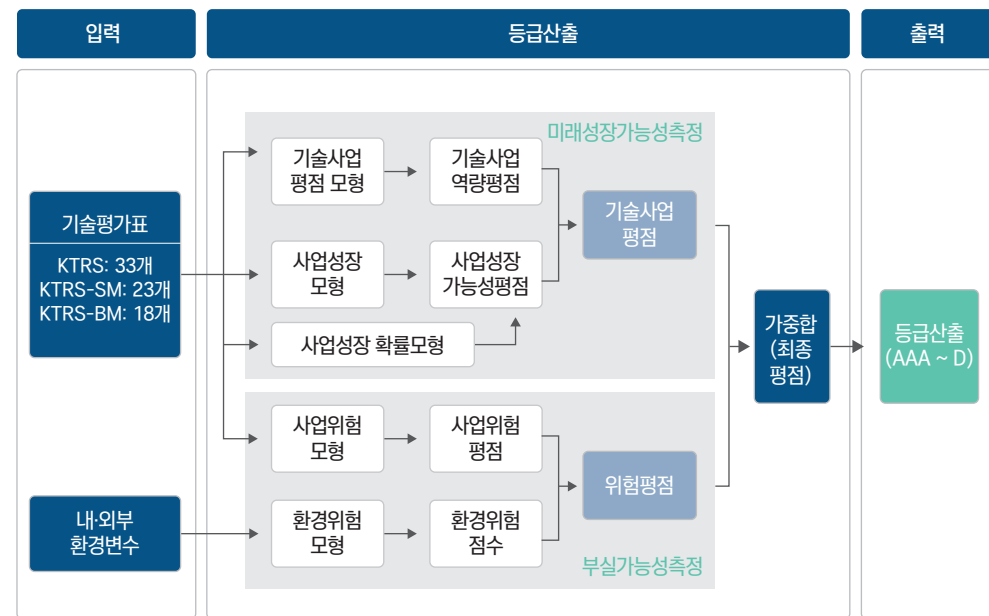 입력
등급산출
출력
미래성장가능성측정
기술평가표
KTRS: 33개
KTRS-SM: 23개
KTRS-BM: 18개
기술사업
평점 모형
기술사업
역량평점
기술사업
평점
사업성장
모형
사업성장
가능성평점
사업성장 확률모형
가중합
(최종
평점)
등급산출
(AAA ~ D)
사업위험
모형
사업위험
평점
위험평점
내·외부
환경변수
환경위험
모형
환경위험
점수
부실가능성측정